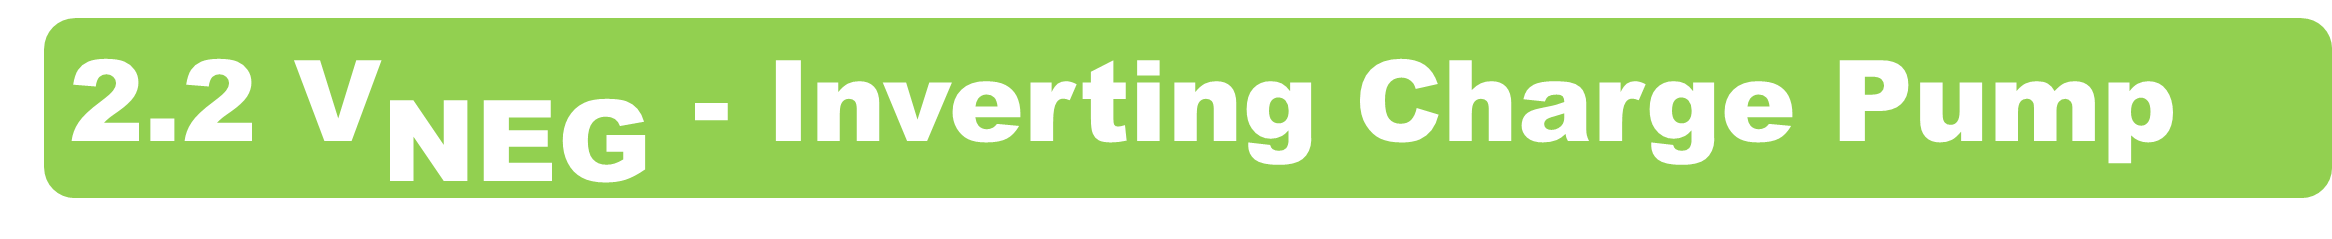 2.2 VNEG - Inverting Charge Pump